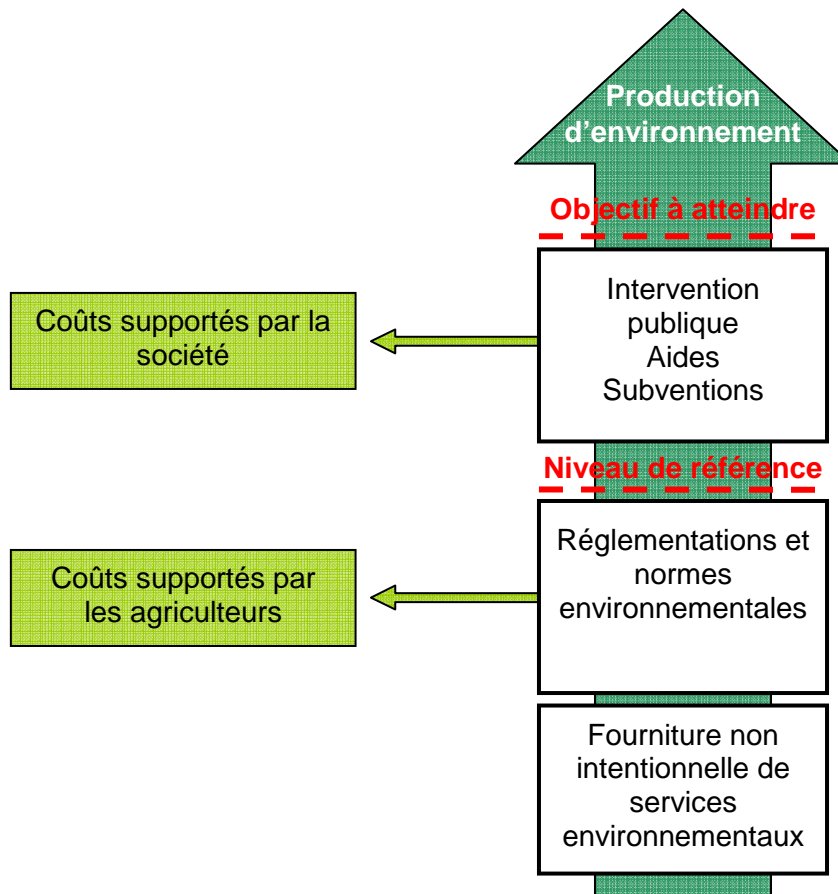 Production
d'environnement
Objectif à atteindre
Intervention
publique
Aides
Subventions
Coûts supportés par la
société
Niveau de référence
Réglementations et
normes
environnementales
Coûts supportés par
les agriculteurs
Fourniture non
intentionnelle de
services
environnementaux